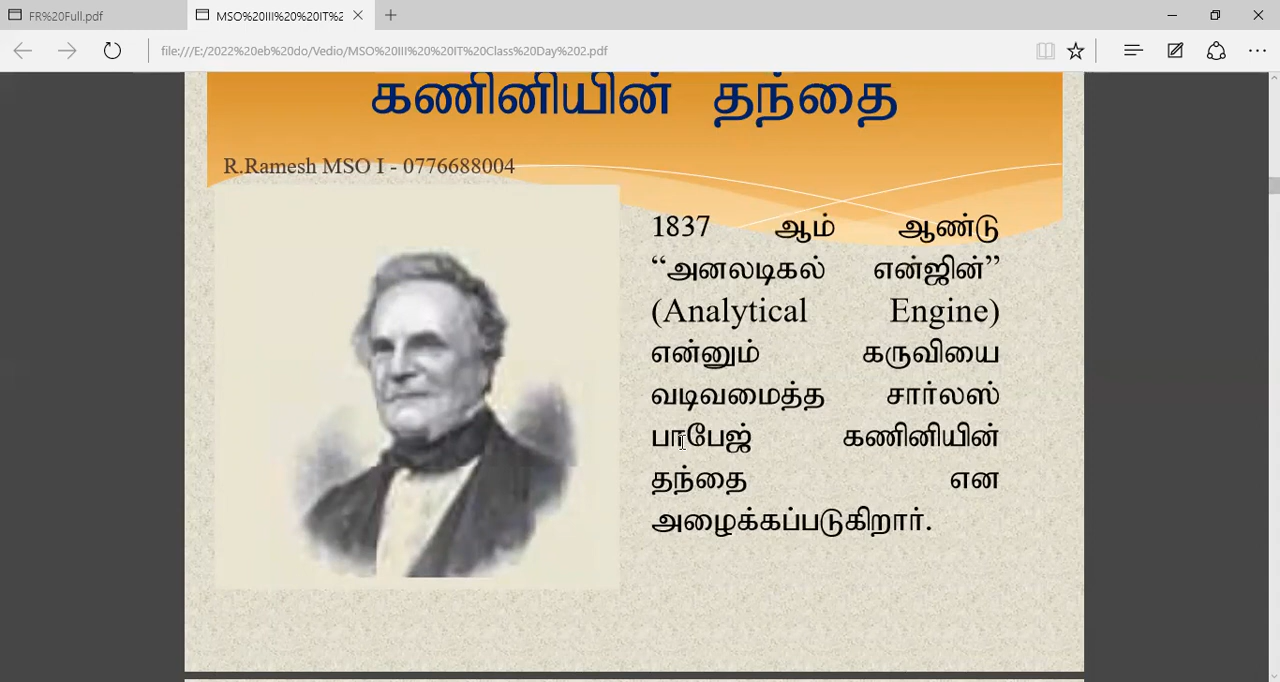 FR%20Full.pdf
MSO%20III%20%20IT%2
file:///E:/2022%20eb%20do/Vedio/MSO%20III%20%20IT%20Class%20Day%202.pdf
கணினியின் தந்தை
R.Ramesh MSO I - 0776688004
1837 ஆம் ஆண்டு
“அனலடிகல் என்ஜின்”
(Analytical Engine)
என்னும் கருவியை
வடிவமைத்த சார்லஸ்
பாபேஜ் கணினியின்
தந்தை என
அழைக்கப்படுகிறார்.